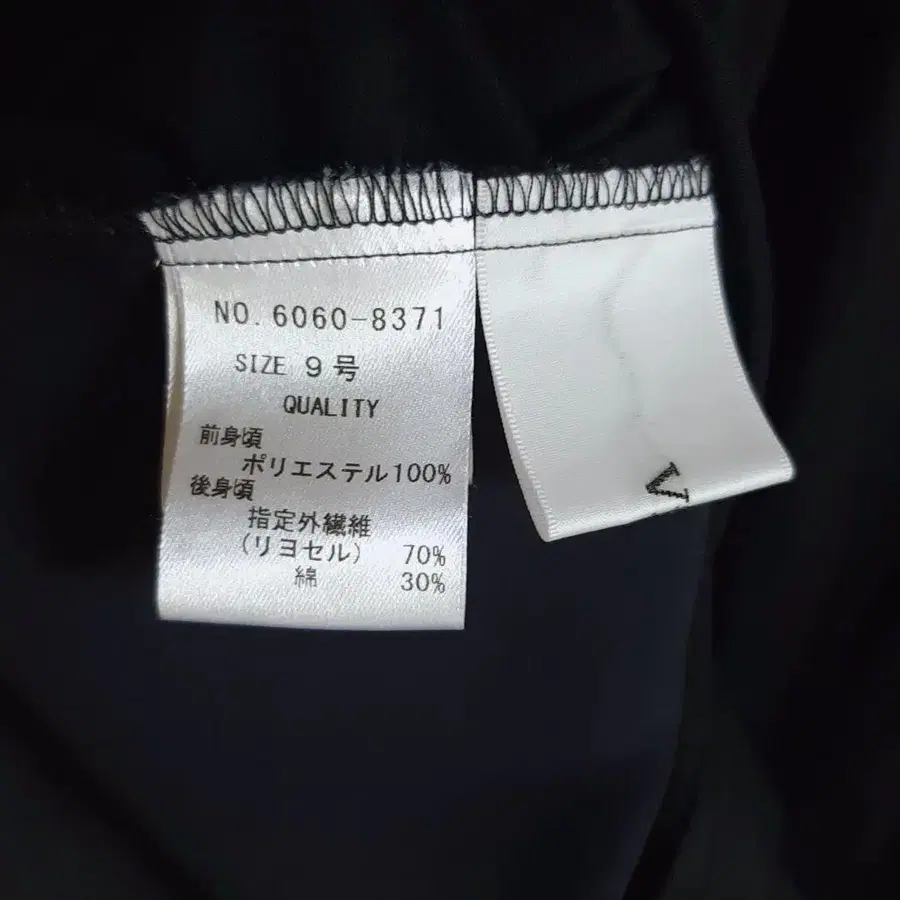 NO. 6060-8371
SIZE 9号
QUALITY
前身頃
ポリエステル100%
後身頃
指定外繊維
(リヨセル) 70%
綿 30%
V